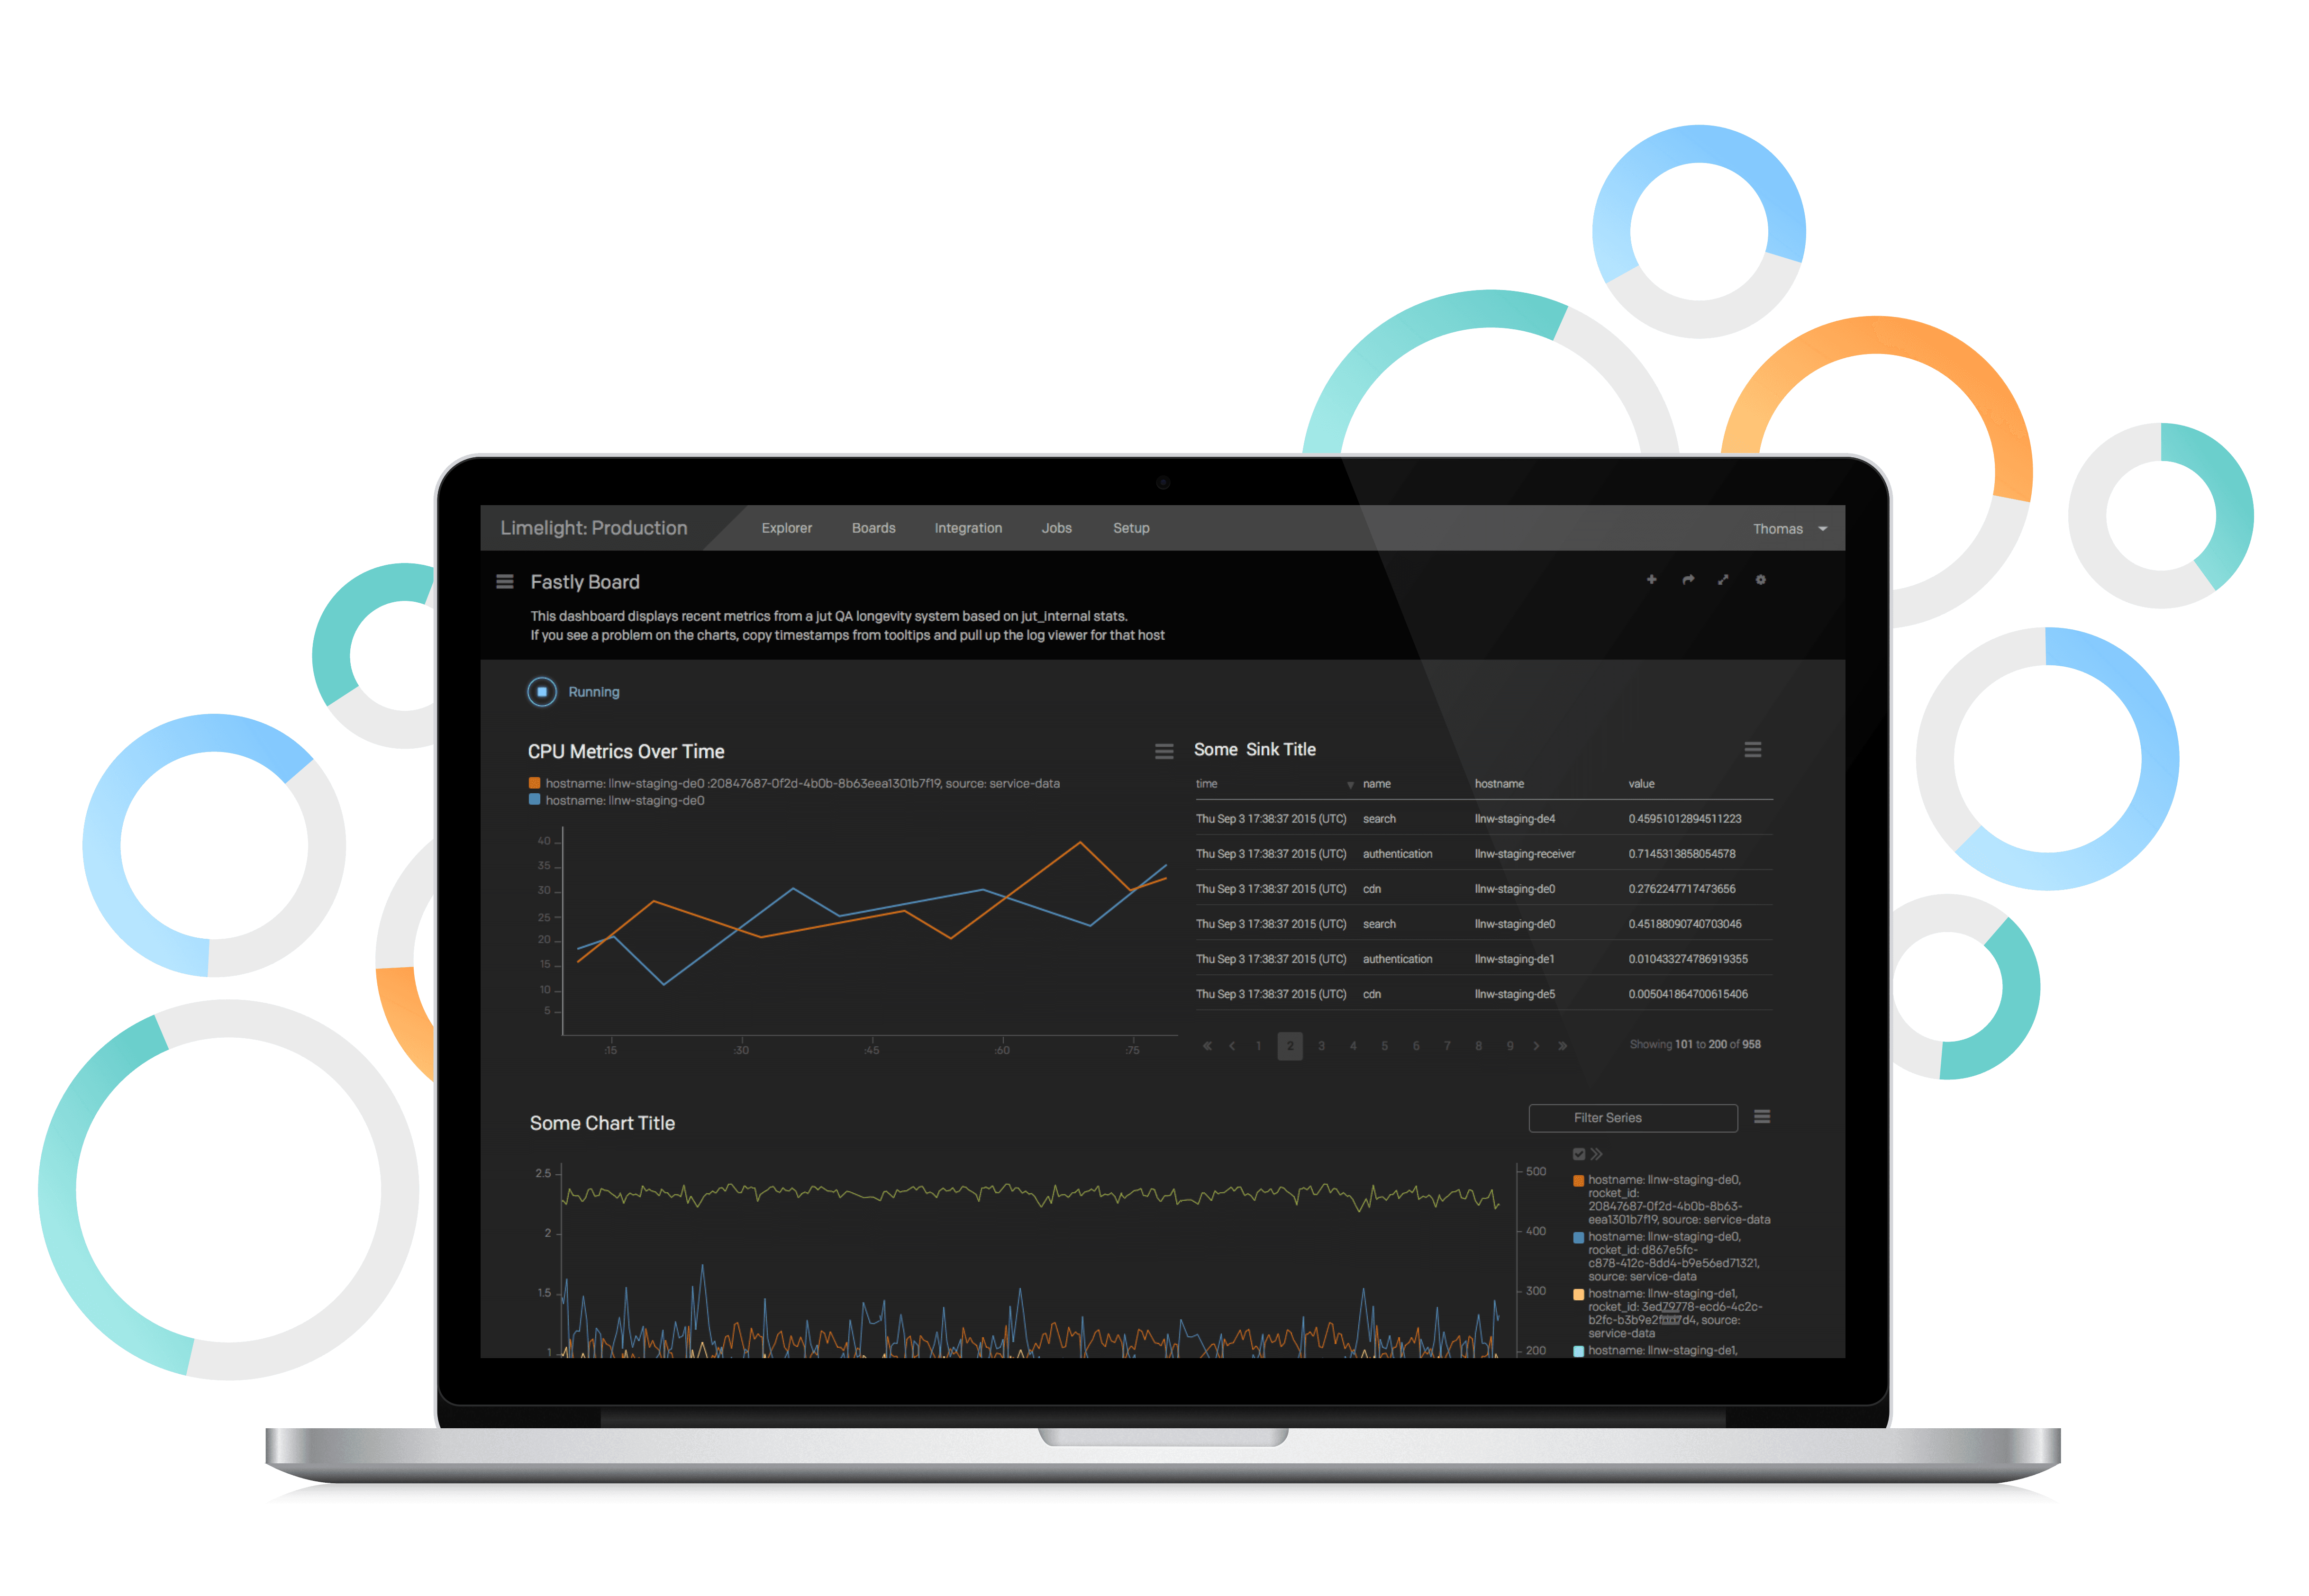 Limelight: Production
Explorer
Boards
Integration
Jobs
Setup
Thomas
Fastly Board
This dashboard displays recent metrics from a jut QA longevity system based on jut_internal stats.
If you see a problem on the charts, copy timestamps from tooltips and pull up the log viewer for that host
Running
CPU Metrics Over Time
hostname: llnw-staging-de0 :20847687-0f2d-4b0b-8b63eea1301b7f19, source: service-data
hostname: llnw-staging-de0
40
35
30
25
20
15
10
5
:15
:30
:45
:60
:75
Some Sink Title
time name hostname value
Thu Sep 3 17:38:37 2015 (UTC) search llnw-staging-de4 0.45951012894511223
Thu Sep 3 17:38:37 2015 (UTC) authentication llnw-staging-receiver 0.7145313858054578
Thu Sep 3 17:38:37 2015 (UTC) cdn llnw-staging-de0 0.2762247717473656
Thu Sep 3 17:38:37 2015 (UTC) search llnw-staging-de0 0.45188090740703046
Thu Sep 3 17:38:37 2015 (UTC) authentication llnw-staging-de1 0.010433274786919355
Thu Sep 3 17:38:37 2015 (UTC) cdn llnw-staging-de5 0.005041864700615406
« ‹ 1 2 3 4 5 6 7 8 9 › »
Showing 101 to 200 of 958
Some Chart Title
Filter Series
2.5
2
1.5
1
500
400
300
200
hostname: llnw-staging-de0,
rocket_id:
20847687-0f2d-4b0b-8b63-
eea1301b7f19, source: service-data
hostname: llnw-staging-de0,
rocket_id: d867e5fc-
c878-412c-8dd4-b9e56ed71321,
source: service-data
hostname: llnw-staging-de1,
rocket_id: 3ed79778-ecd6-4c2c-
source:
service-data
hostname: llnw-staging-de1,